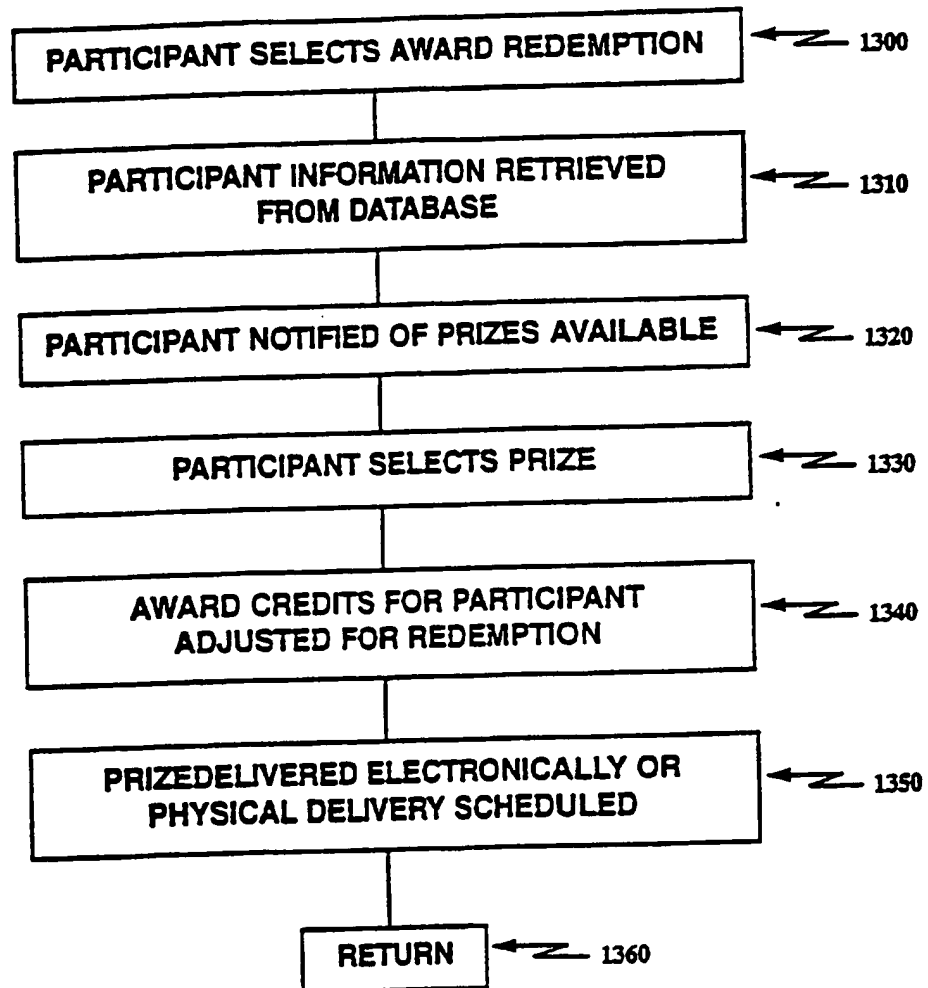 PARTICIPANT SELECTS AWARD REDEMPTION
1300
PARTICIPANT INFORMATION RETRIEVED
FROM DATABASE
1310
PARTICIPANT NOTIFIED OF PRIZES AVAILABLE
1320
PARTICIPANT SELECTS PRIZE
1330
AWARD CREDITS FOR PARTICIPANT
ADJUSTED FOR REDEMPTION
1340
PRIZEDELIVERED ELECTRONICALLY OR
PHYSICAL DELIVERY SCHEDULED
1350
RETURN
1360